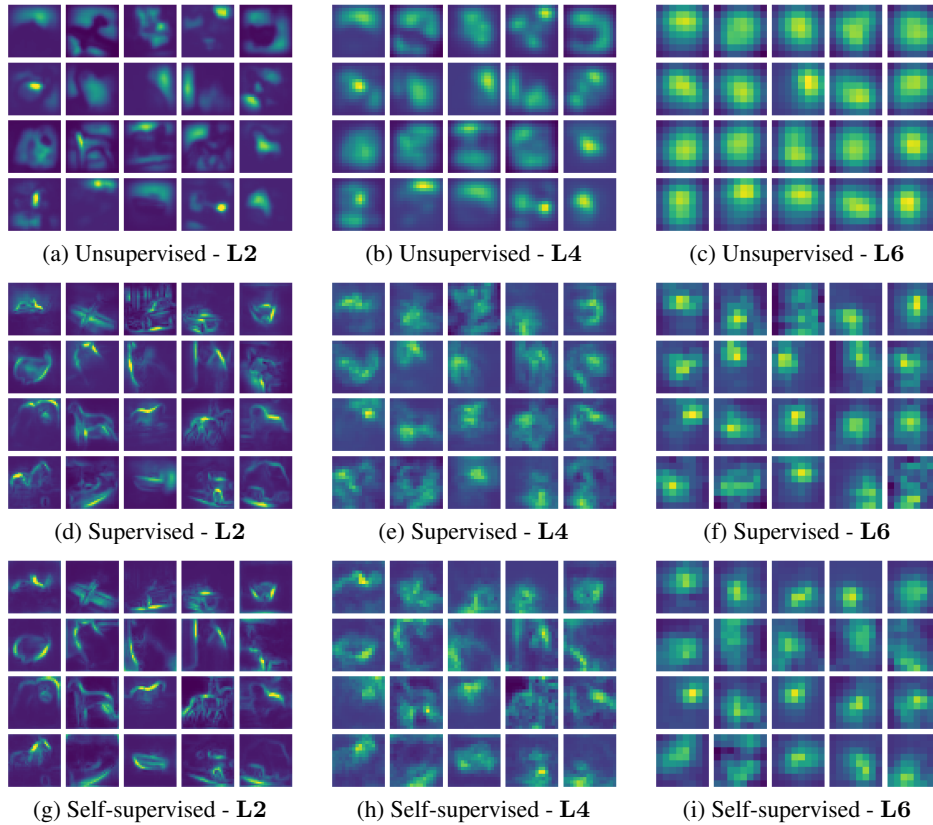 (a) Unsupervised - L2
(b) Unsupervised - L4
(c) Unsupervised - L6
(d) Supervised - L2
(e) Supervised - L4
(f) Supervised - L6
(g) Self-supervised - L2
(h) Self-supervised - L4
(i) Self-supervised - L6